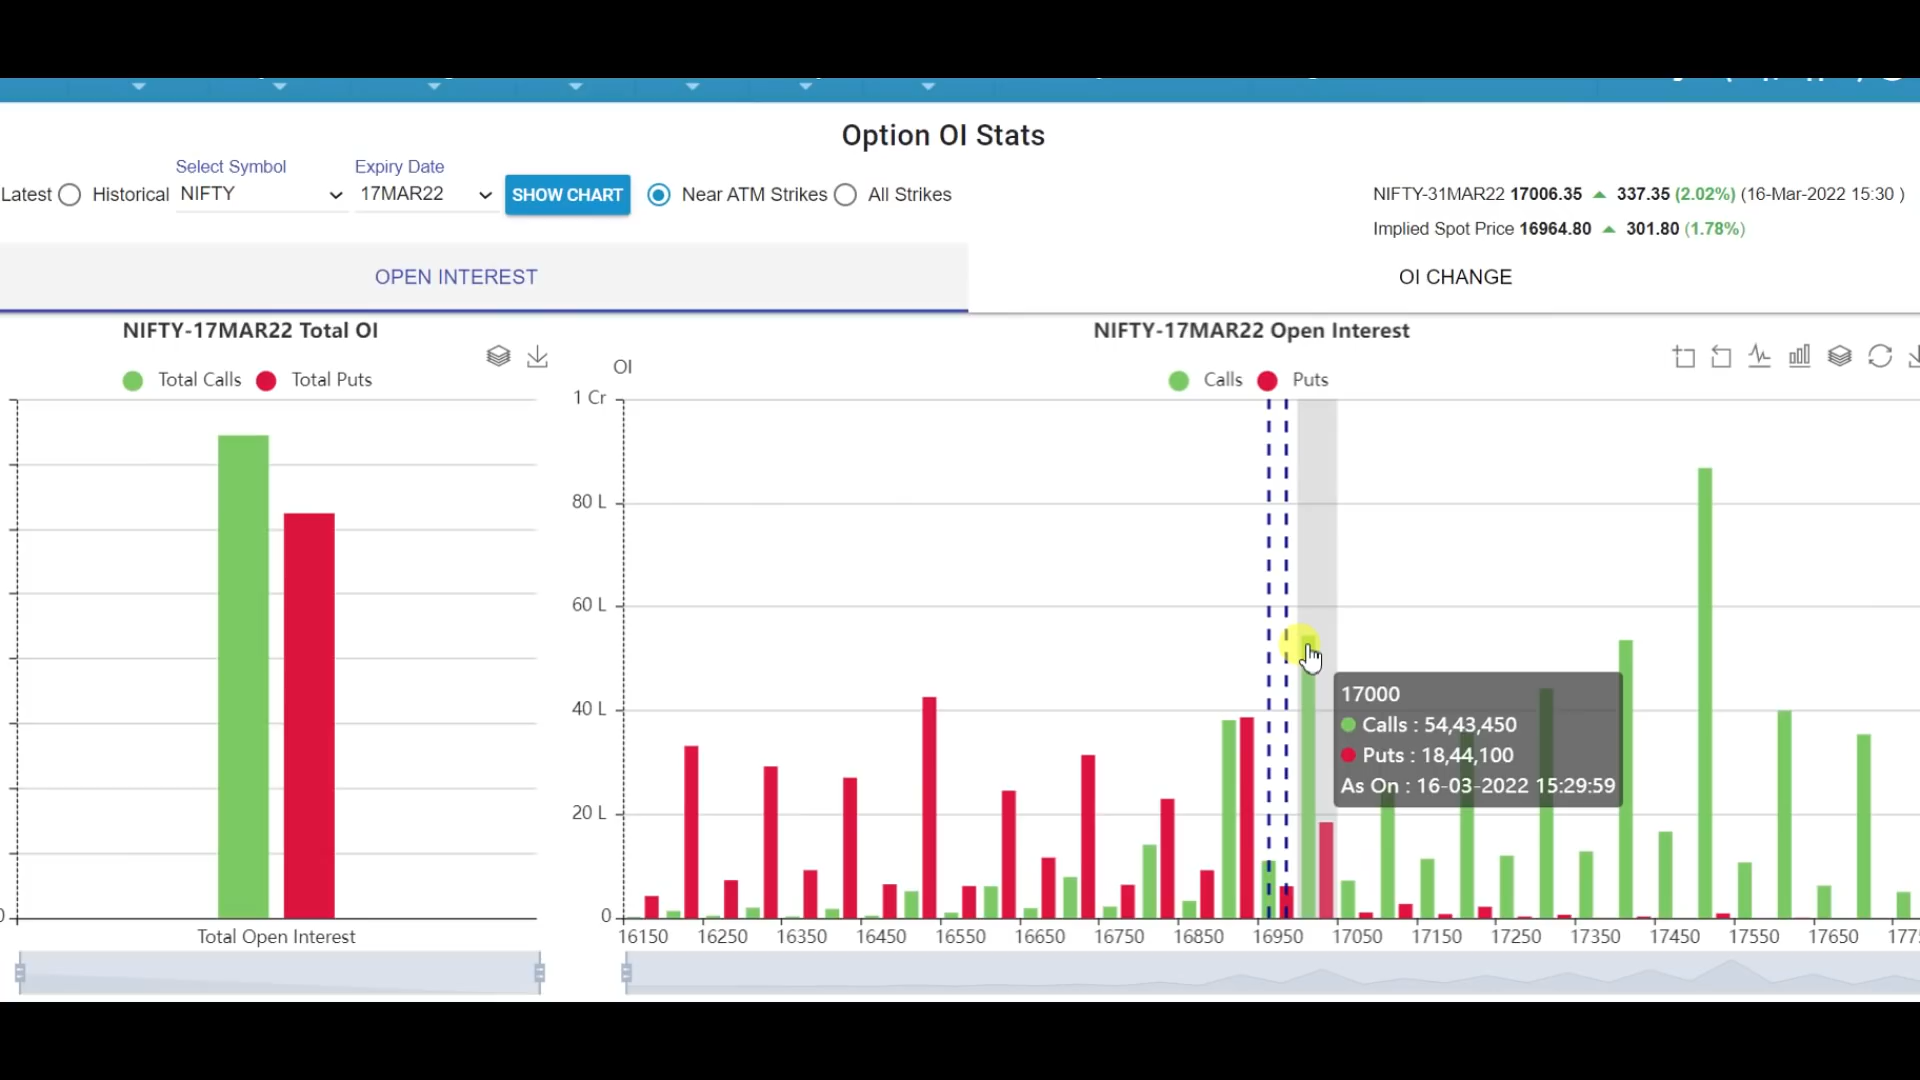 Option OI Stats
Select Symbol
Expiry Date
Latest Historical NIFTY 17MAR22 SHOW CHART Near ATM Strikes All Strikes
NIFTY-31MAR22 17006.35 337.35 (2.02%) (16-Mar-2022 15:30 )
Implied Spot Price 16964.80 301.80 (1.78%)
OPEN INTEREST
OI CHANGE
NIFTY-17MAR22 Total OI
Total Calls Total Puts
0
Total Open Interest
NIFTY-17MAR22 Open Interest
OI
Calls Puts
1 Cr
80 L
60 L
40 L
20 L
0
17000
Calls : 54,43,450
Puts : 18,44,100
As On : 16-03-2022 15:29:59
16150 16250 16350 16450 16550 16650 16750 16850 16950 17050 17150 17250 17350 17450 17550 17650